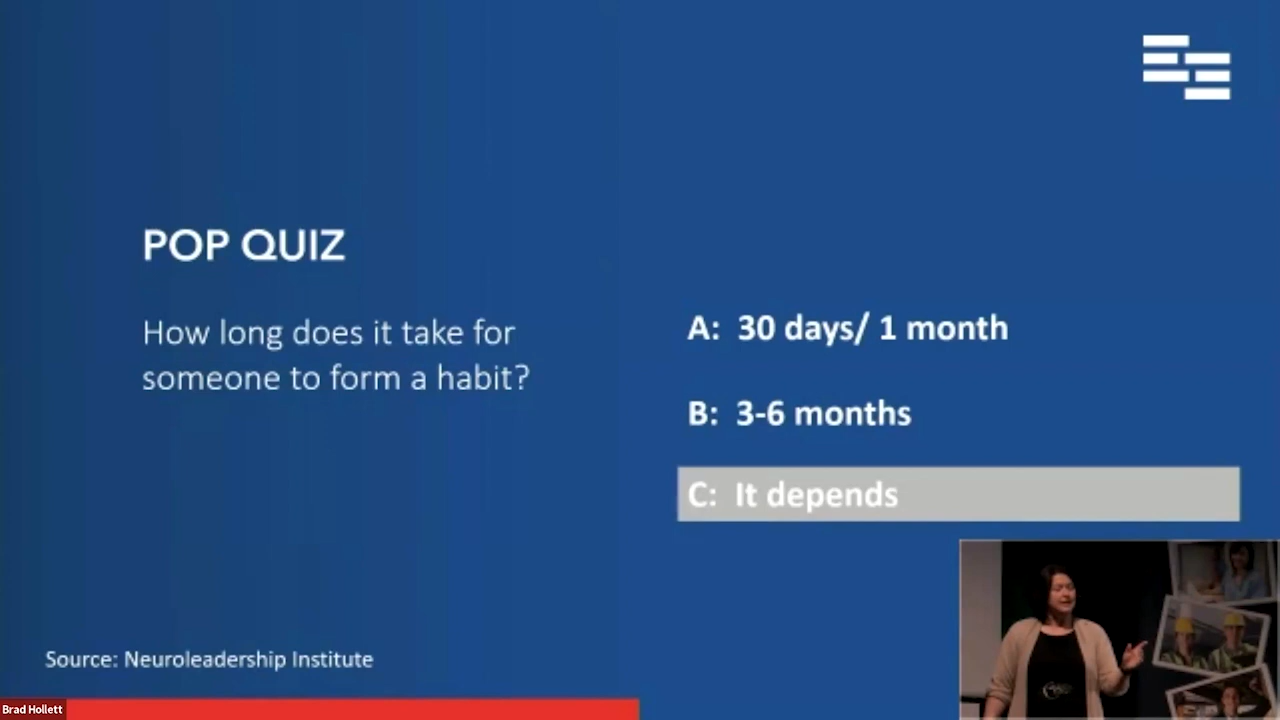 POP QUIZ
How long does it take for
someone to form a habit?
A: 30 days/ 1 month
B: 3-6 months
C: It depends
Source: Neuroleadership Institute
Brad Hollett